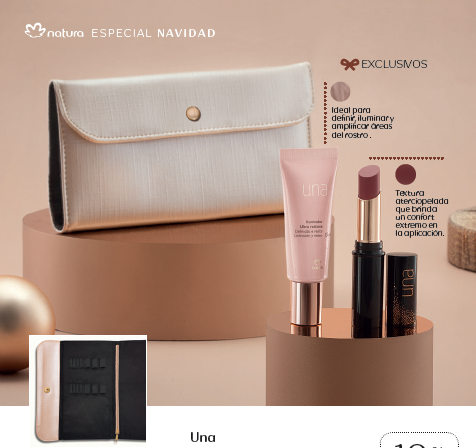 natura ESPECIAL NAVIDAD
EXCLUSIVOS
Ideal para
definir, iluminar y
amplificar áreas
del rostro.
Textura
aterciopelada
que brinda
un confort
extremo en
la aplicación.
una
una
Una